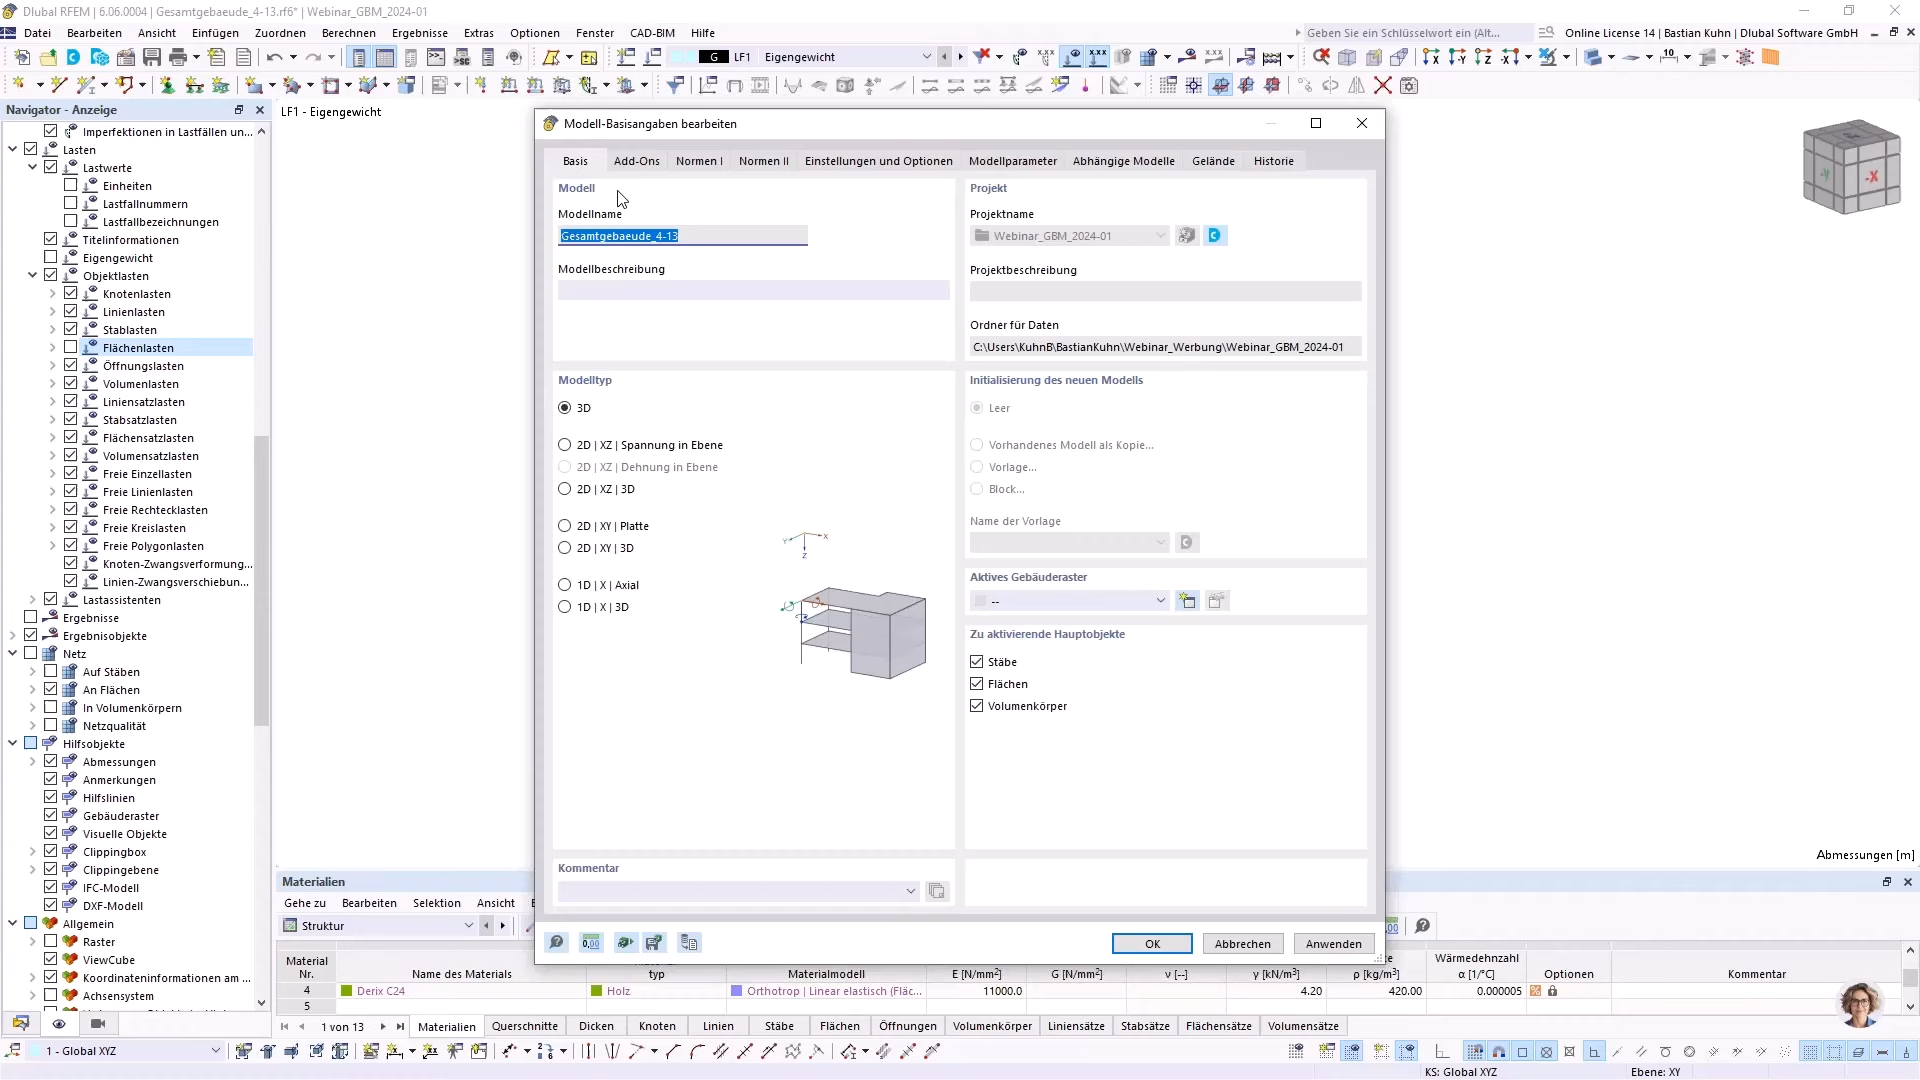 Dlubal RFEM | 6.06.0004 | Gesamtgebaeude_4-13.rf6* | Webinar_GBM_2024-01
Datei Bearbeiten Ansicht Einfügen Zuordnen Berechnen Ergebnisse Extras Optionen Fenster CAD-BIM Hilfe
Geben Sie ein Schlüsselwort ein (Alt...
Online License 14 | Bastian Kuhn | Dlubal Software GmbH
G LF1 Eigengewicht
Navigator - Anzeige
Imperfektionen in Lastfällen un...
Lasten
Lastwerte
Einheiten
Lastfallnummern
Lastfallbezeichnungen
Titelinformationen
Eigengewicht
Objektlasten
Knotenlasten
Linienlasten
Stablasten
Flächenlasten
Öffnungslasten
Volumenlasten
Liniensatzlasten
Stabsatzlasten
Flächensatzlasten
Volumensatzlasten
Freie Einzellasten
Freie Linienlasten
Freie Rechtecklasten
Freie Kreislasten
Freie Polygonlasten
Knoten-Zwangsverformung...
Linien-Zwangsverschiebun...
Lastassistenten
Ergebnisse
Ergebnisobjekte
Netz
Auf Stäben
An Flächen
In Volumenkörpern
Netzqualität
Hilfsobjekte
Abmessungen
Anmerkungen
Hilfslinien
Gebäuderaster
Visuelle Objekte
Clippingbox
Clippingebene
IFC-Modell
DXF-Modell
Allgemein
Raster
ViewCube
Koordinateninformationen am ...
Achsensystem
LF1 - Eigengewicht
-Y -X
Modell-Basisangaben bearbeiten
Basis Add-Ons Normen I Normen II Einstellungen und Optionen Modellparameter Abhängige Modelle Gelände Historie
Modell
Modellname
Gesamtgebaeude_4-13
Modellbeschreibung
Modelltyp
3D
2D | XZ | Spannung in Ebene
2D | XZ | Dehnung in Ebene
2D | XZ | 3D
2D | XY | Platte
2D | XY | 3D
1D | X | Axial
1D | X | 3D
Y X
Z
Kommentar
Projekt
Projektname
Webinar_GBM_2024-01
Projektbeschreibung
Ordner für Daten
C:\Users\KuhnB\BastianKuhn\Webinar_Werbung\Webinar_GBM_2024-01
Initialisierung des neuen Modells
Leer
Vorhandenes Modell als Kopie...
Vorlage...
Block...
Name der Vorlage
Aktives Gebäuderaster
--
Zu aktivierende Hauptobjekte
Stäbe
Flächen
Volumenkörper
OK Abbrechen Anwenden
Abmessungen [m]
Materialien
Gehe zu Bearbeiten Selektion Ansicht
Struktur
Material
Nr.
Name des Materials
typ
Materialmodell
E [N/mm²]
G [N/mm²]
ν [--]
γ [kN/m³]
ρ [kg/m³]
Wärmedehnzahl
α [1/°C]
Optionen
Kommentar
4 Derix C24 Holz Orthotrop | Linear elastisch (Fläc... 11000.0 4.20 420.00 0.000005
5
1 von 13 Materialien Querschnitte Dicken Knoten Linien Stäbe Flächen Öffnungen Volumenkörper Liniensätze Stabsätze Flächensätze Volumensätze
1 - Global XYZ
KS: Global XYZ Ebene: XY